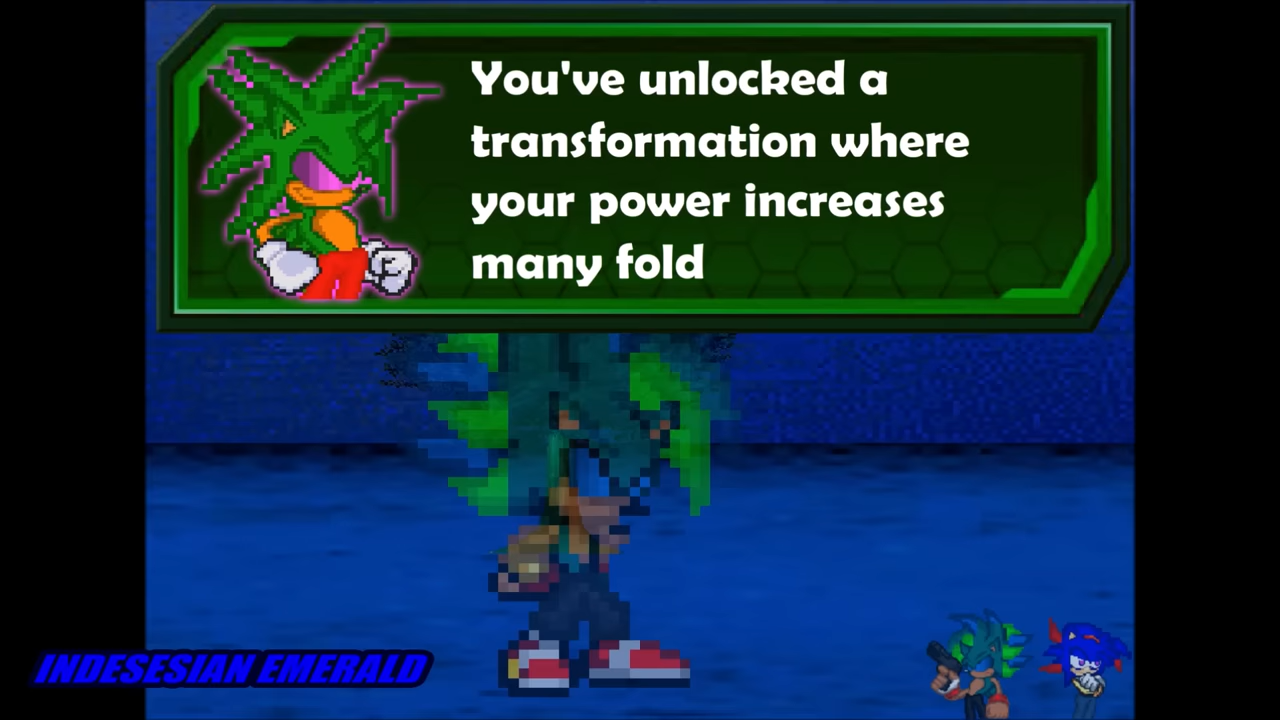 You've unlocked a
transformation where
your power increases
many fold
INDESESIAN EMERALD